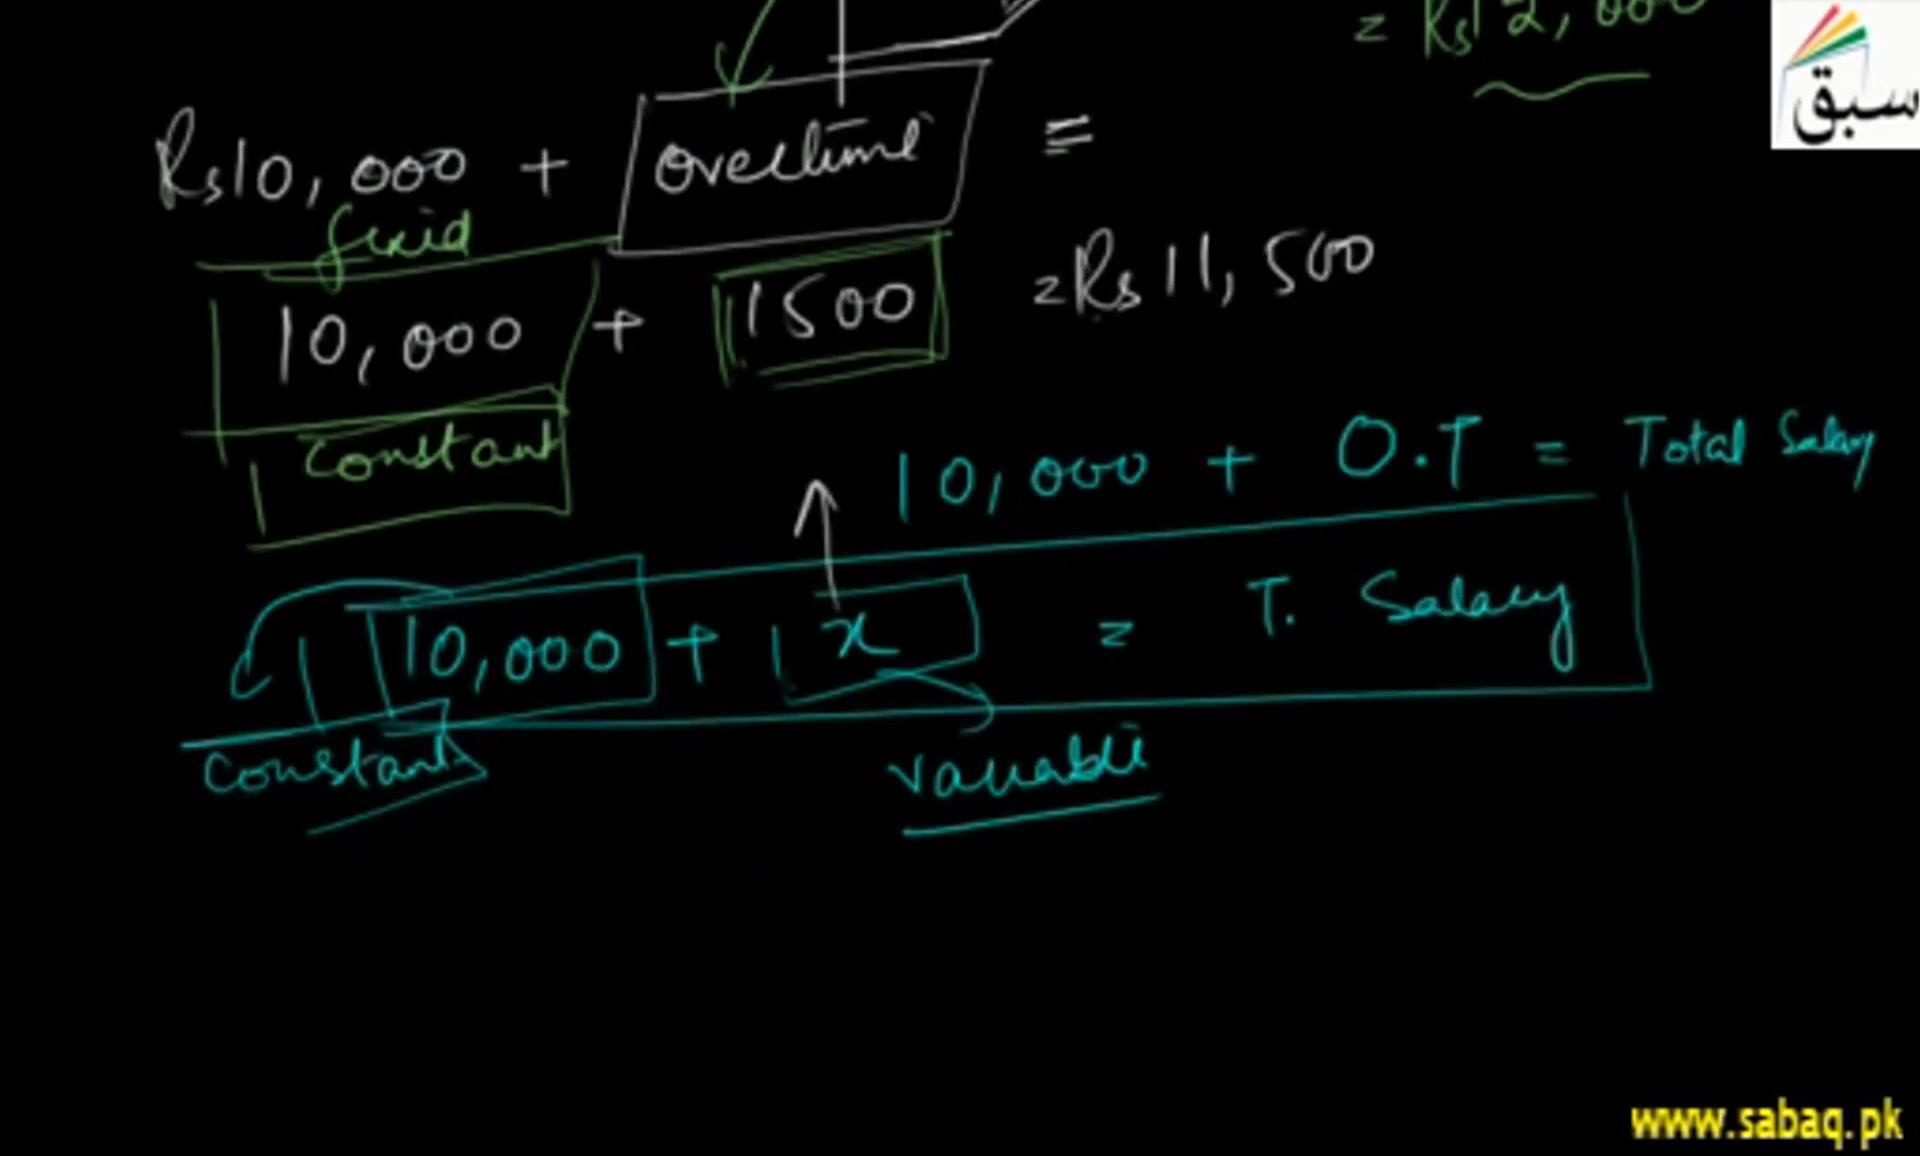 = Rs 12,000
سبق
Rs10,000 + overtime =
fixed
10,000 + 1500 = Rs 11,500
constant
10,000 + O.T = Total Salary
10,000 + x = T. Salary
constant variable
www.sabaq.pk